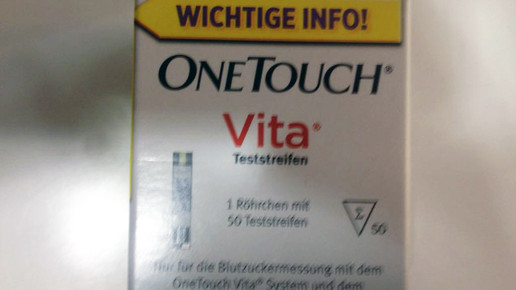 WICHTIGE INFO!
ONETOUCH®
Vita®
Teststreifen
1 Röhrchen mit
50 Teststreifen
Σ
50
Nur für die Blutzuckermessung mit dem
OneTouch Vita® System und dem